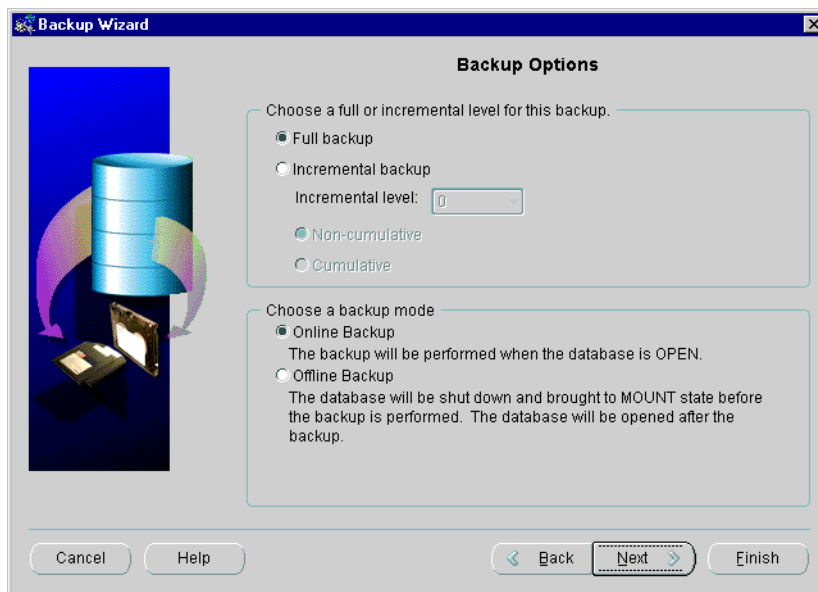 Backup Wizard
Backup Options
Choose a full or incremental level for this backup.
Full backup
Incremental backup
Incremental level: 0
Non-cumulative
Cumulative
Choose a backup mode
Online Backup
The backup will be performed when the database is OPEN.
Offline Backup
The database will be shut down and brought to MOUNT state before
the backup is performed. The database will be opened after the
backup.
Cancel Help Back Next Finish